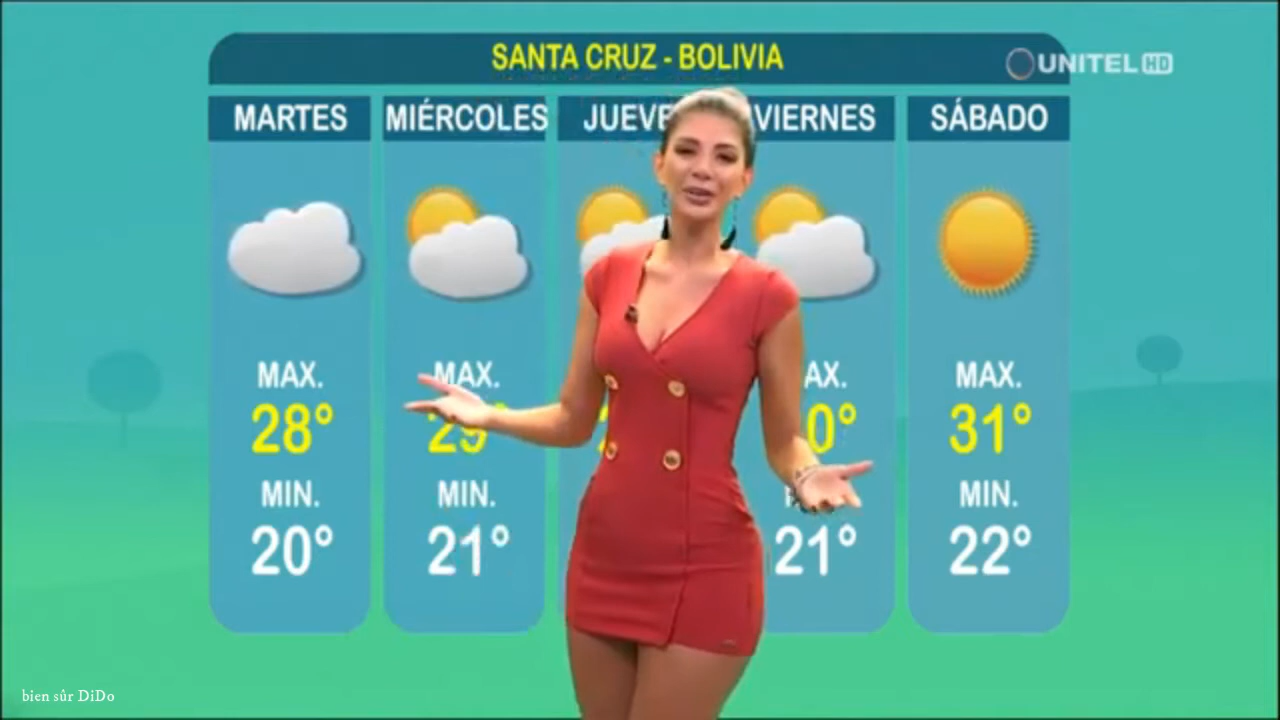 SANTA CRUZ - BOLIVIA
UNITEL HD
MARTES MIÉRCOLES VIERNES SÁBADO
MAX. MAX. MAX.
28° 29° 31°
MIN. MIN. MIN.
20° 21° 21° 22°
bien sûr DiDo